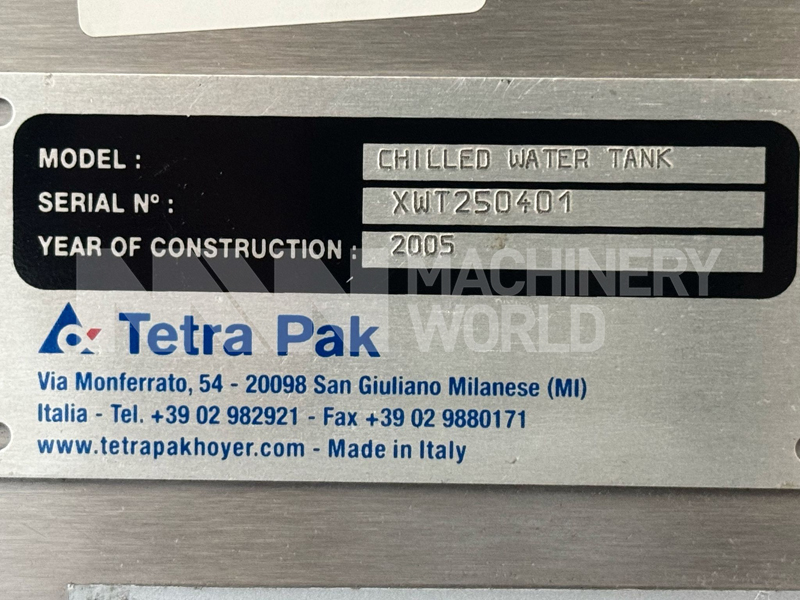 MODEL : CHILLED WATER TANK
SERIAL Nº : XWT250401
YEAR OF CONSTRUCTION : 2005
MACHINERY
WORLD
Tetra Pak
Via Monferrato, 54 - 20098 San Giuliano Milanese (MI)
Italia - Tel. +39 02 982921 - Fax +39 02 9880171
www.tetrapakhoyer.com - Made in Italy